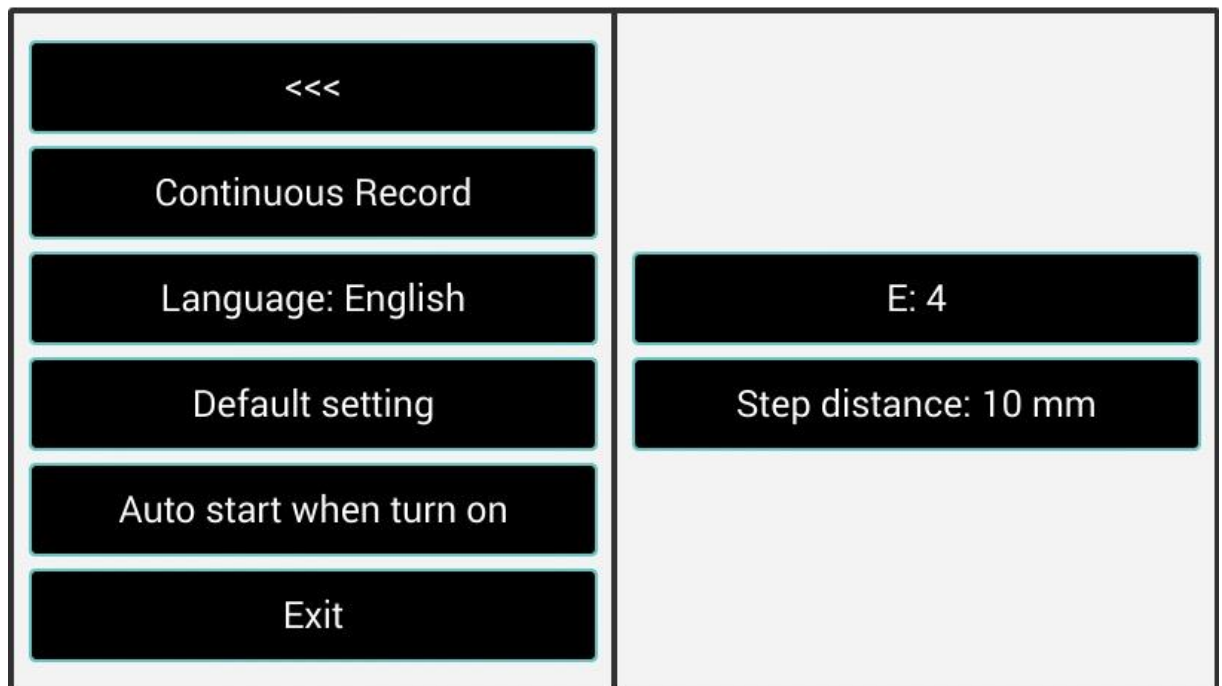 <<<
Continuous Record
Language: English
Default setting
Auto start when turn on
Exit
E: 4
Step distance: 10 mm